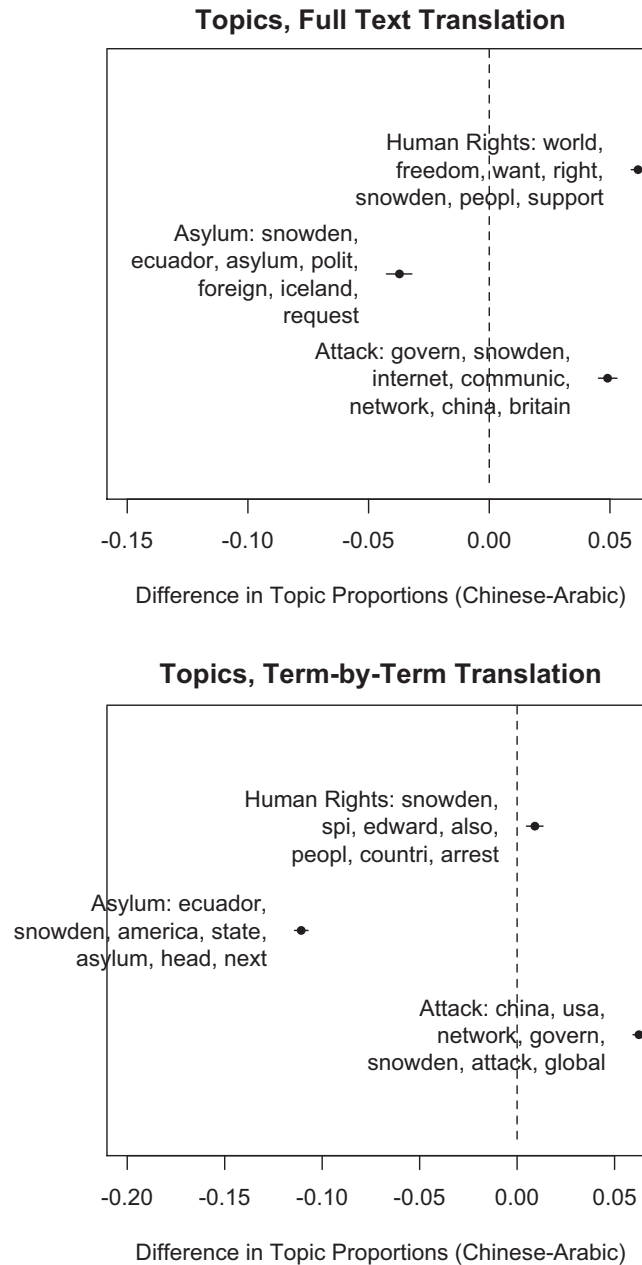 Topics, Full Text Translation
Human Rights: world,
freedom, want, right,
snowden, peopl, support
Asylum: snowden,
ecuador, asylum, polit,
foreign, iceland,
request
Attack: govern, snowden,
internet, communic,
network, china, britain
-0.15 -0.10 -0.05 0.00 0.05
Difference in Topic Proportions (Chinese-Arabic)
Topics, Term-by-Term Translation
Human Rights: snowden,
spi, edward, also,
peopl, countri, arrest
Asylum: ecuador,
snowden, america, state,
asylum, head, next
Attack: china, usa,
network, govern,
snowden, attack, global
-0.20 -0.15 -0.10 -0.05 0.00 0.05
Difference in Topic Proportions (Chinese-Arabic)